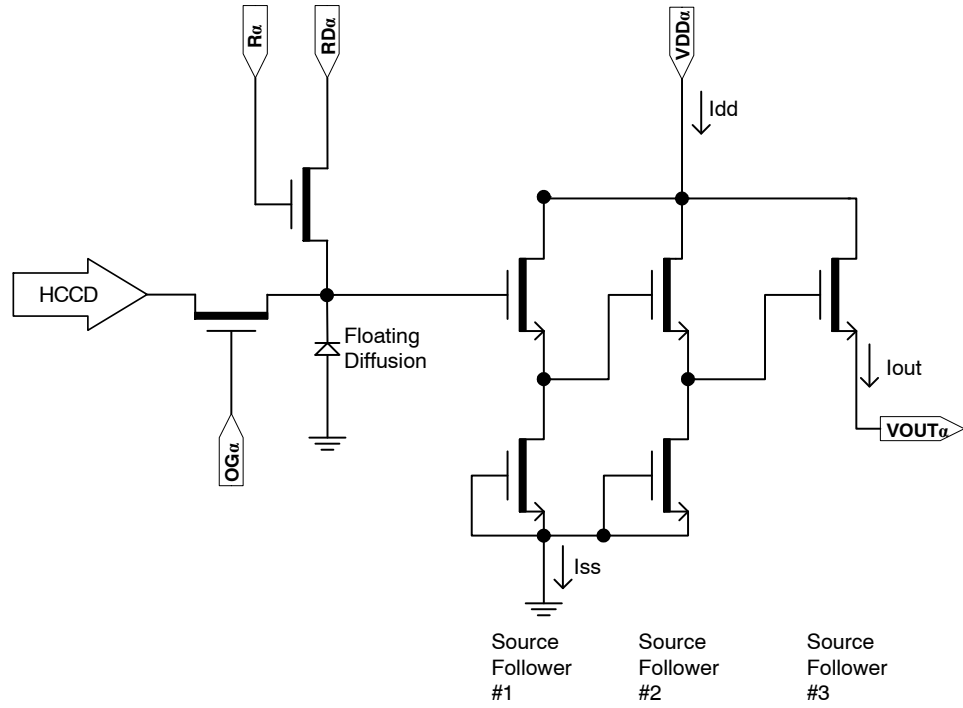 Rα
RDα
VDDα
Idd
HCCD
Floating
Diffusion
Iout
VOUTα
OGα
Iss
Source
Follower
#1
Source
Follower
#2
Source
Follower
#3